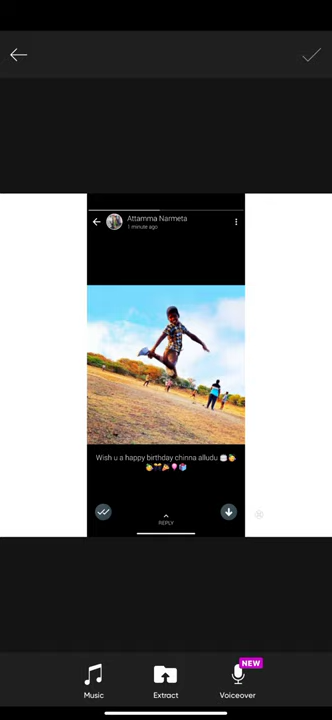 Attamma Narmeta
1 minute ago
Wish u a happy birthday chinna alludu
REPLY
NEW
Music
Extract
Voiceover